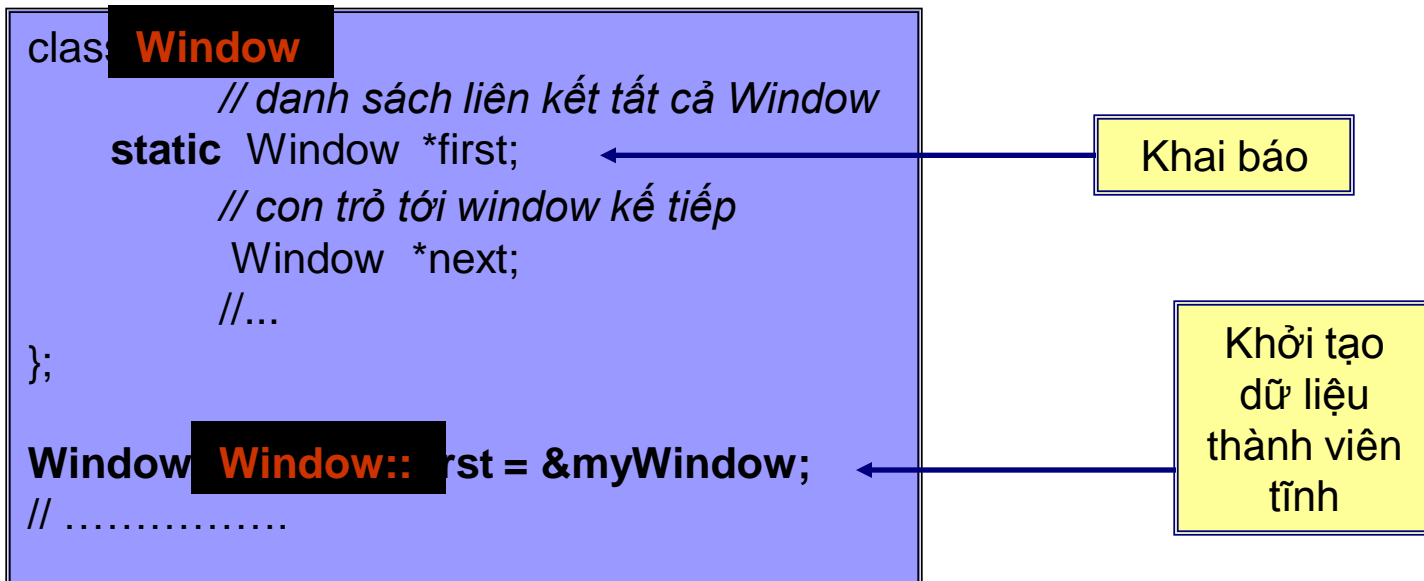 clas Window
// danh sách liên kết tất cả Window
static Window *first;
// con trỏ tới window kế tiếp
Window *next;
//...
};
Window Window:: rst = &myWindow;
// …………….
Khai báo
Khởi tạo
dữ liệu
thành viên
tĩnh